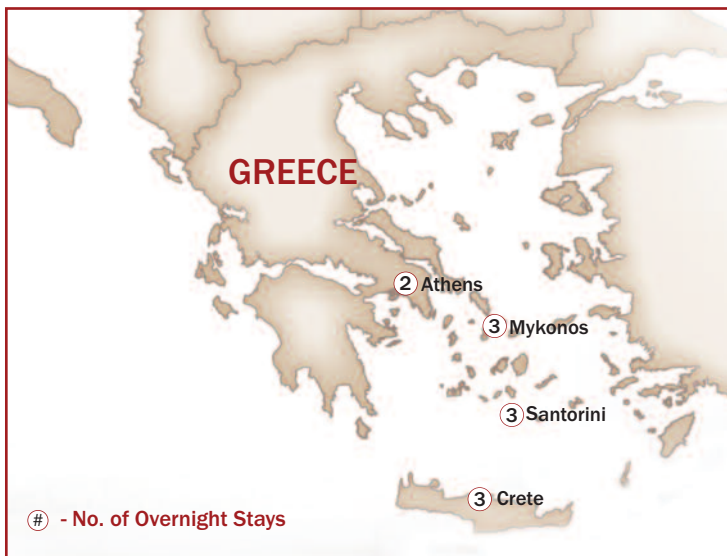 GREECE
2 Athens
3 Mykonos
3 Santorini
3 Crete
# - No. of Overnight Stays